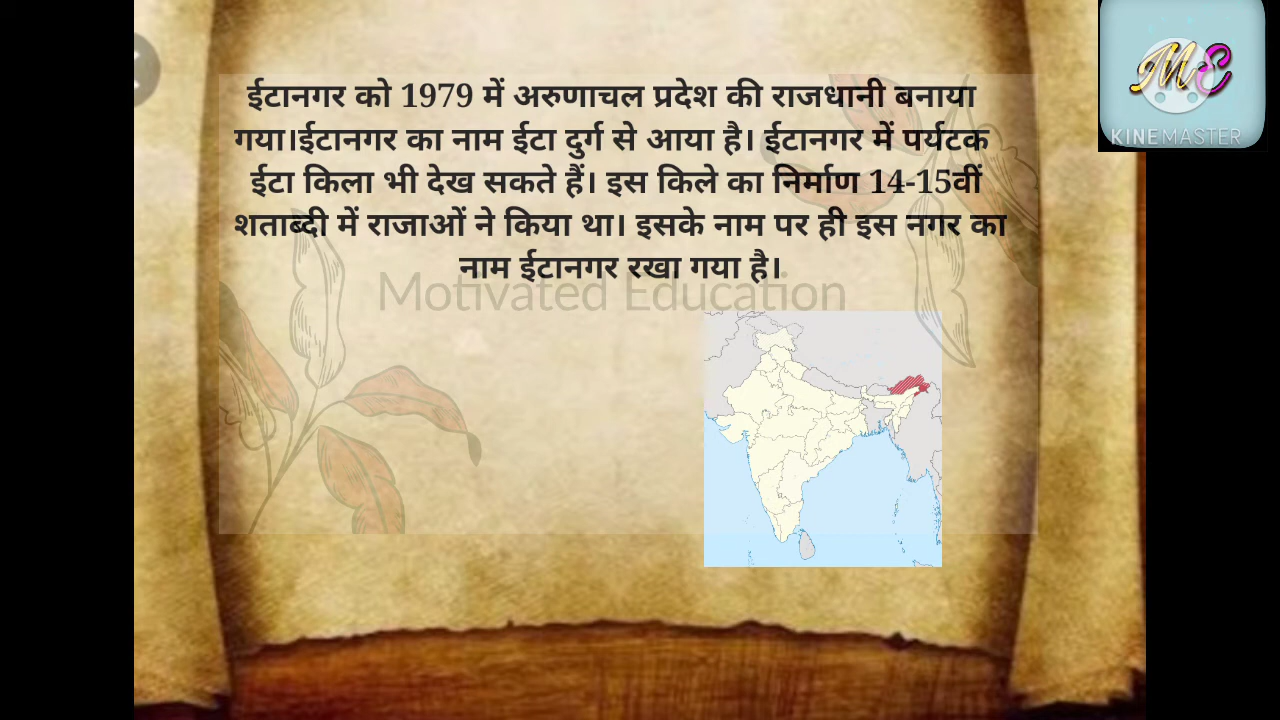 ईटानगर को 1979 में अरुणाचल प्रदेश की राजधानी बनाया
गया।ईटानगर का नाम ईटा दुर्ग से आया है। ईटानगर में पर्यटक
ईटा किला भी देख सकते हैं। इस किले का निर्माण 14-15वीं
शताब्दी में राजाओं ने किया था। इसके नाम पर ही इस नगर का
नाम ईटानगर रखा गया है।
Motivated Education
ME
KINEMASTER